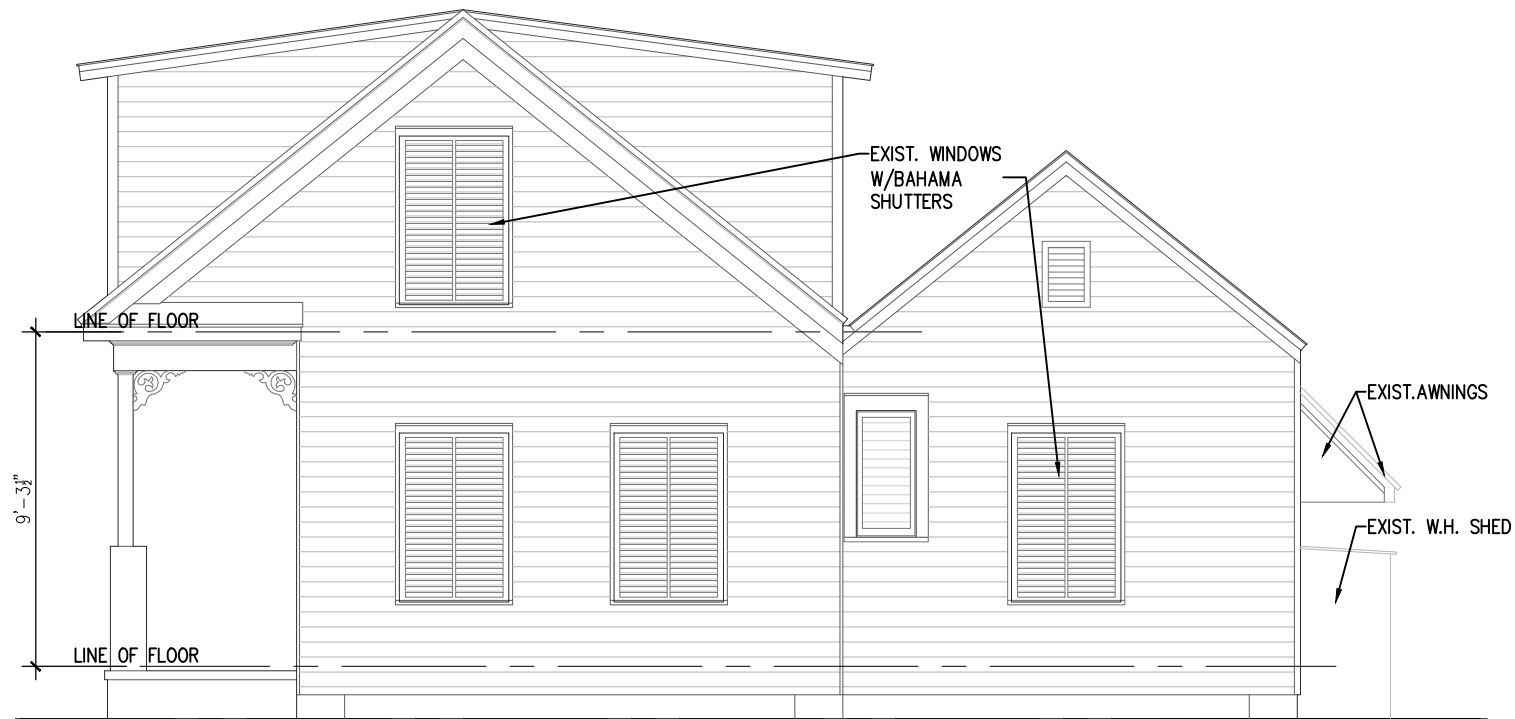 EXIST. WINDOWS
W/BAHAMA
SHUTTERS
LINE OF FLOOR
EXIST.AWNINGS
9'-3½"
EXIST. W.H. SHED
LINE OF FLOOR